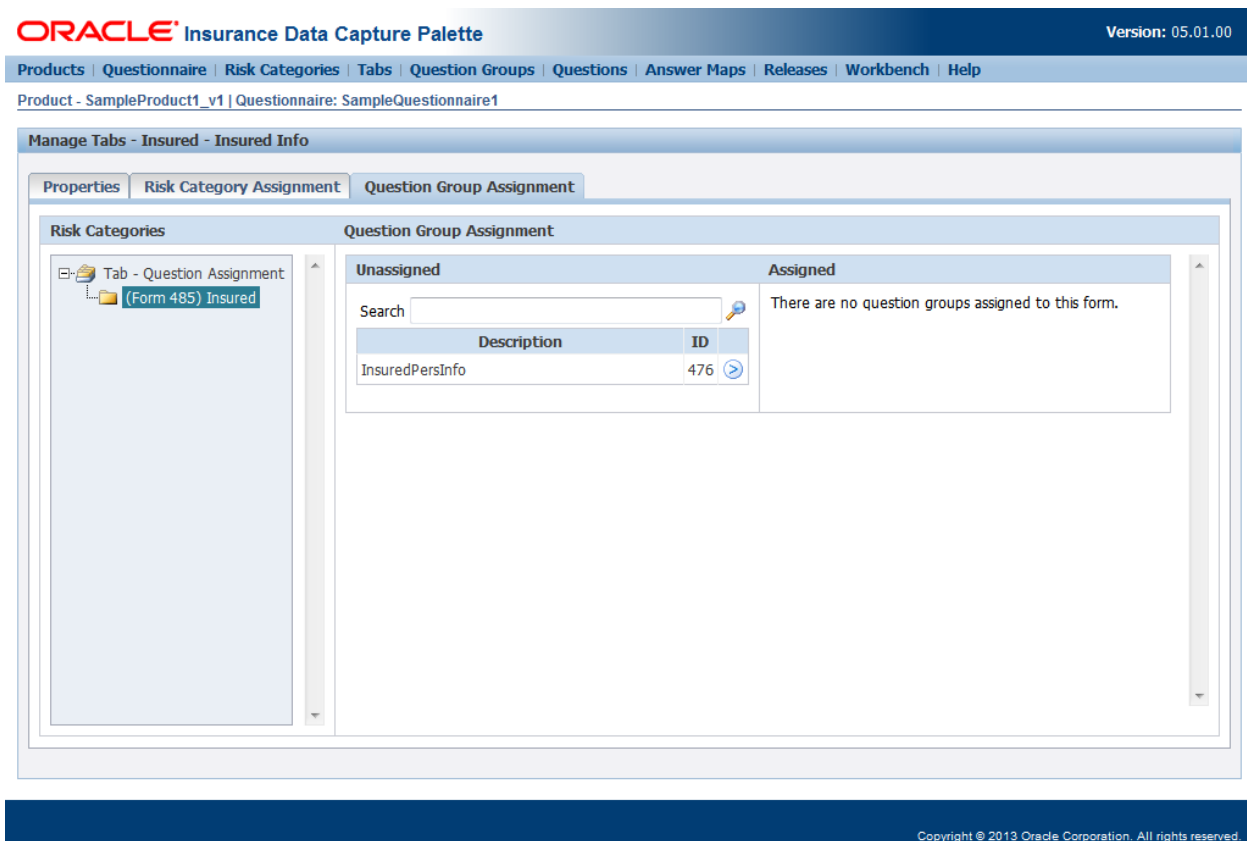 ORACLE® Insurance Data Capture Palette
Version: 05.01.00
Products | Questionnaire | Risk Categories | Tabs | Question Groups | Questions | Answer Maps | Releases | Workbench | Help
Product - SampleProduct1_v1 | Questionnaire: SampleQuestionnaire1
Manage Tabs - Insured - Insured Info
Properties
Risk Category Assignment
Question Group Assignment
Risk Categories
Question Group Assignment
Tab - Question Assignment
(Form 485) Insured
Unassigned
Assigned
Search
There are no question groups assigned to this form.
Description
ID
InsuredPersInfo
476
Copyright © 2013 Oracle Corporation. All rights reserved.